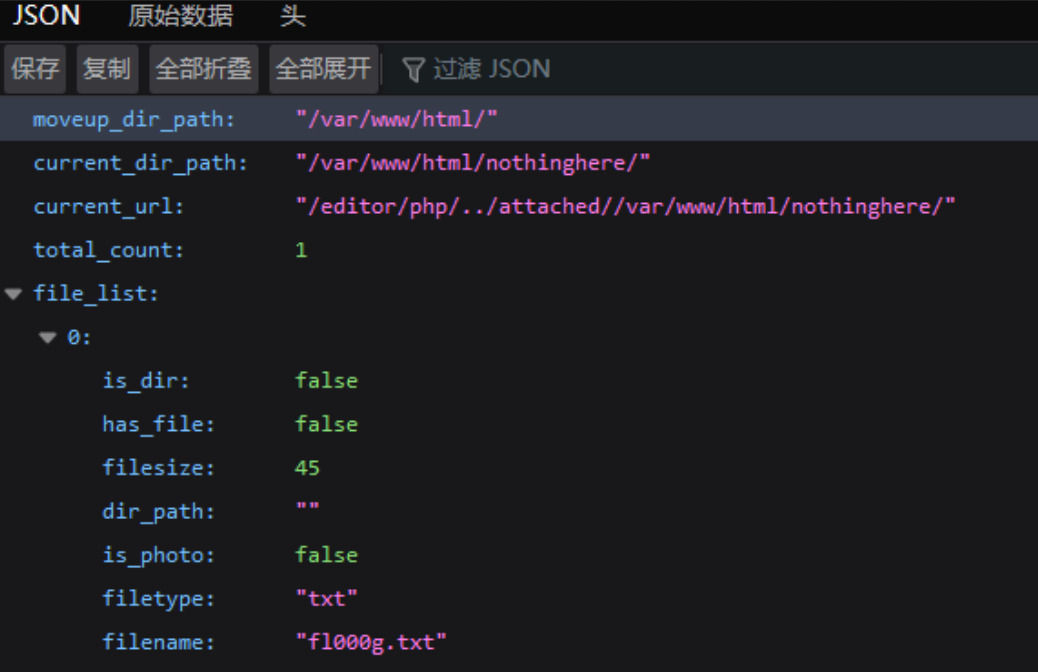 JSON 原始数据 头
保存 复制 全部折叠 全部展开 过滤 JSON
moveup_dir_path: "/var/www/html/"
current_dir_path: "/var/www/html/nothinghere/"
current_url: "/editor/php/../attached//var/www/html/nothinghere/"
total_count: 1
file_list:
0:
is_dir: false
has_file: false
filesize: 45
dir_path: ""
is_photo: false
filetype: "txt"
filename: "fl000g.txt"